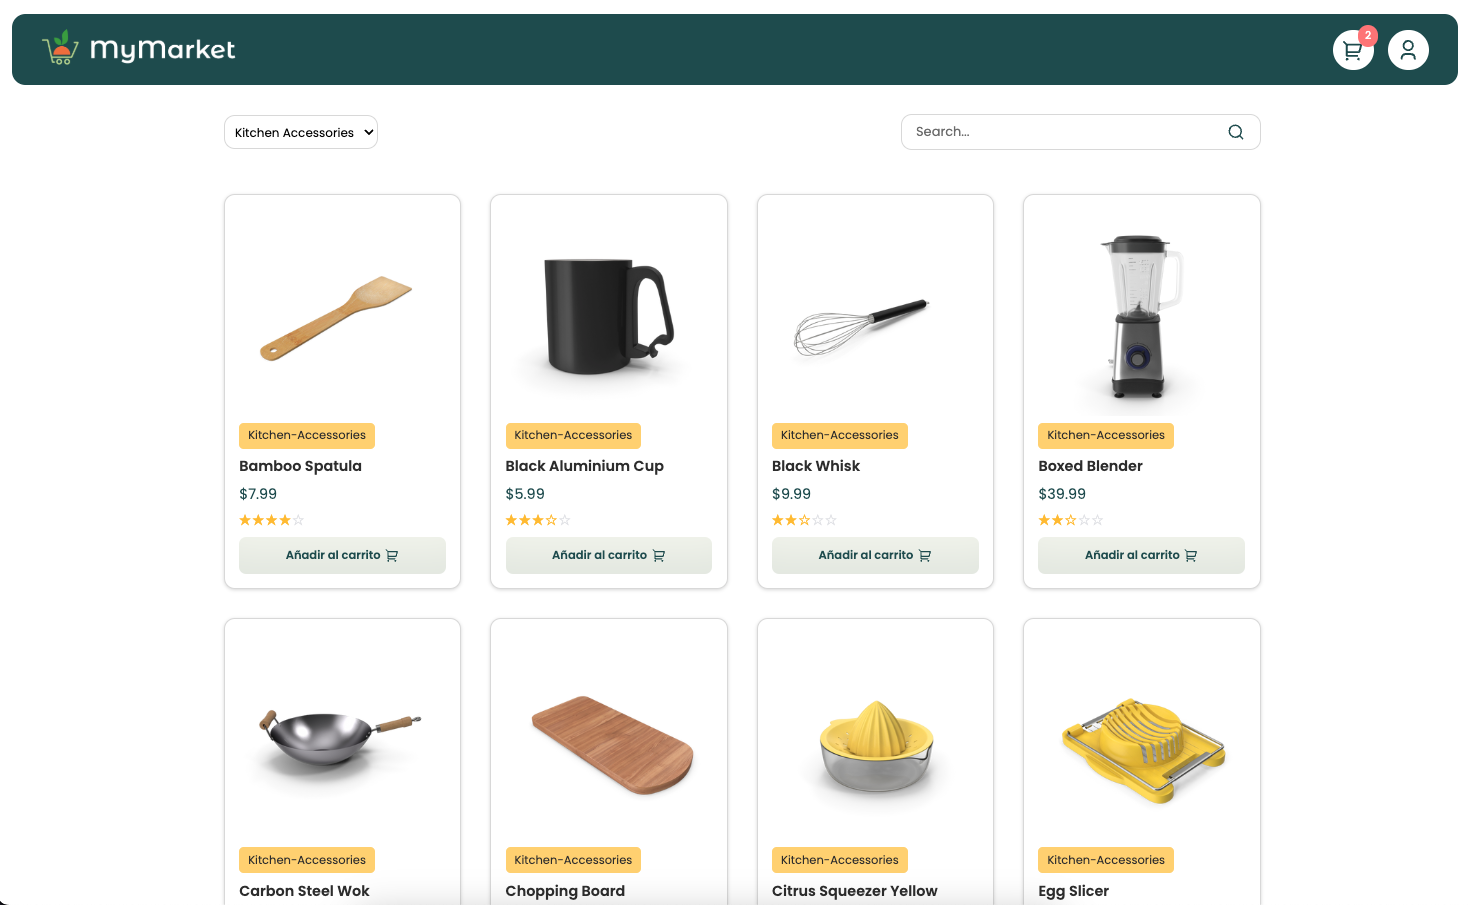 MyMarket
2
Kitchen Accessories
Search...
Kitchen-Accessories
Bamboo Spatula
$7.99
Añadir al carrito
Kitchen-Accessories
Black Aluminium Cup
$5.99
Añadir al carrito
Kitchen-Accessories
Black Whisk
$9.99
Añadir al carrito
Kitchen-Accessories
Boxed Blender
$39.99
Añadir al carrito
Kitchen-Accessories
Carbon Steel Wok
Kitchen-Accessories
Chopping Board
Kitchen-Accessories
Citrus Squeezer Yellow
Kitchen-Accessories
Egg Slicer